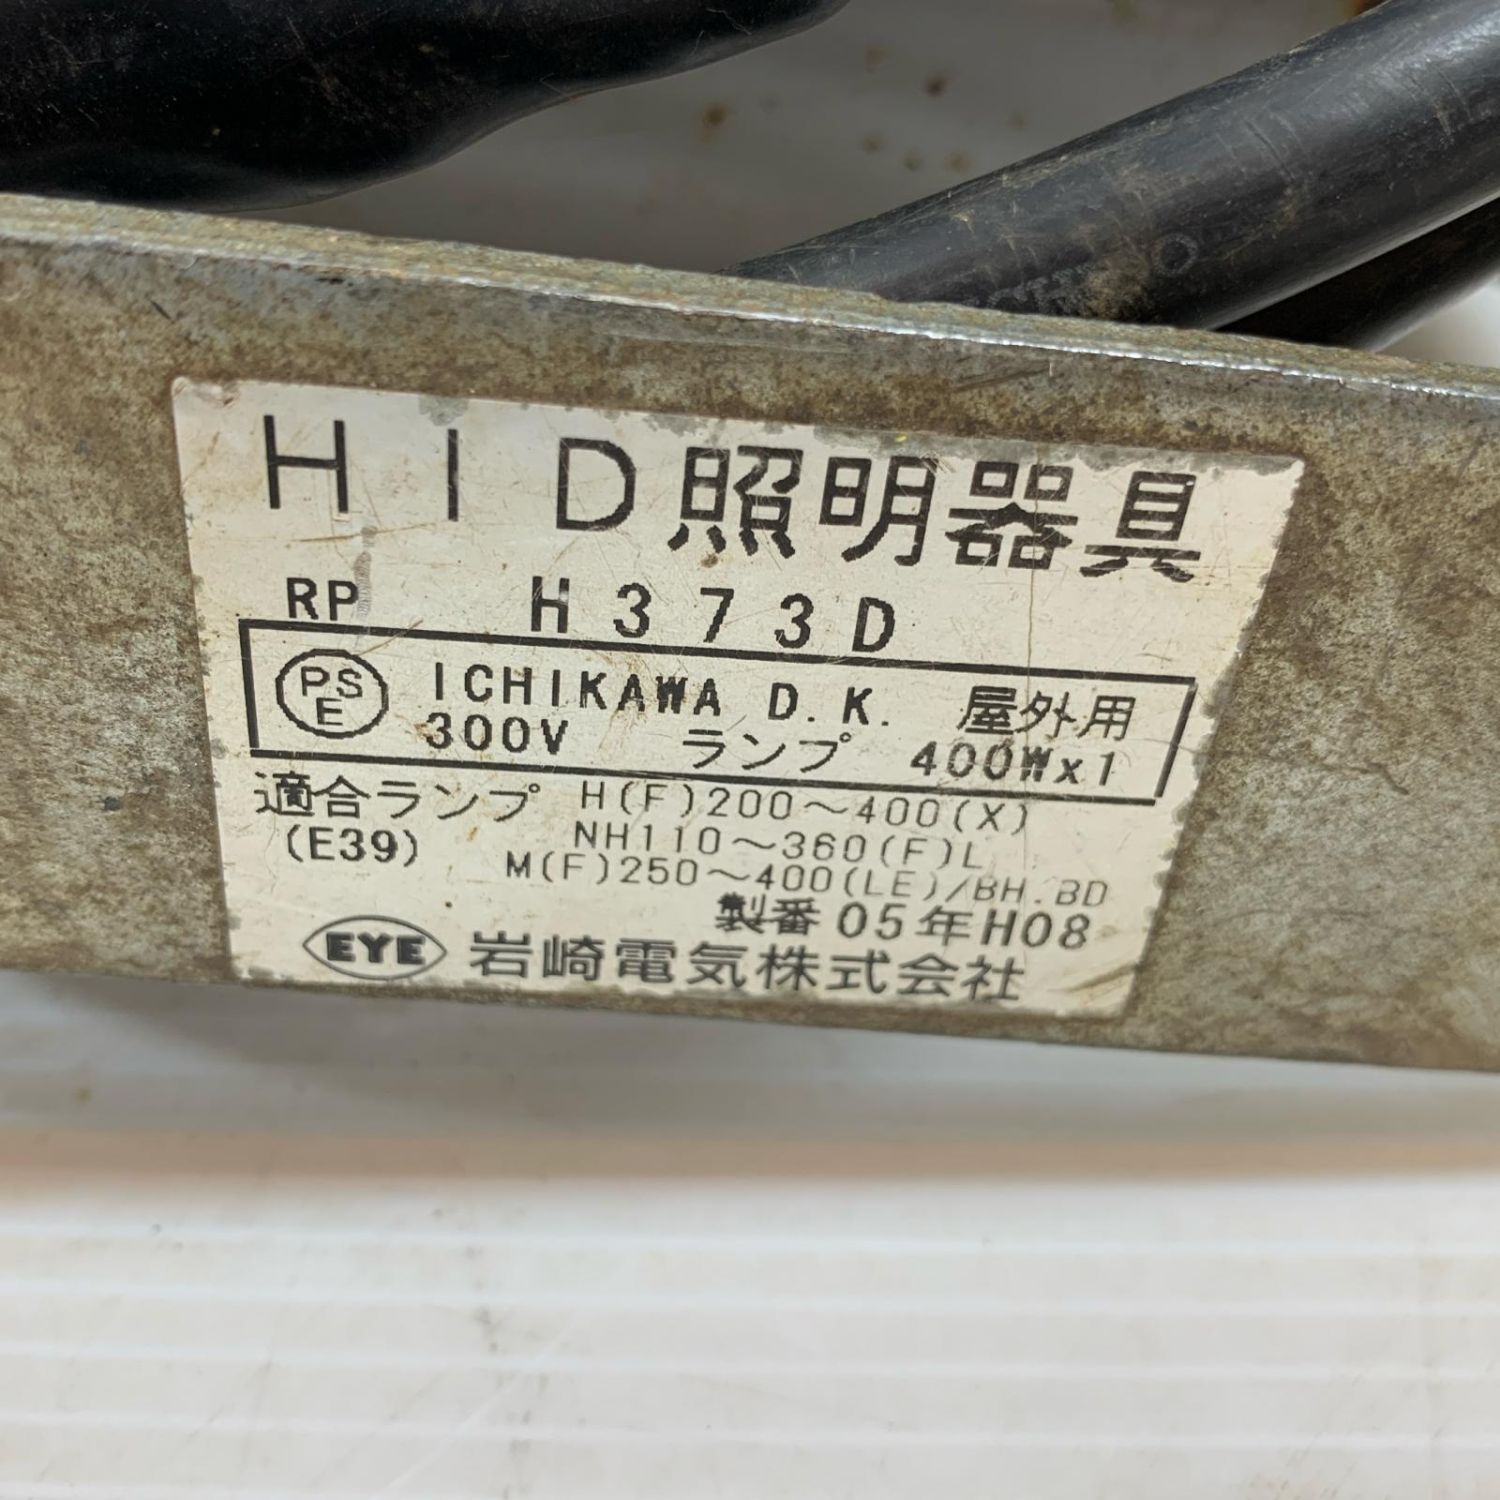 HID照明器具
RP H373D
PSE ICHIKAWA D.K. 屋外用
300V ランプ 400Wx1
適合ランプ H(F)200～400(X)
(E39) NH110～360(F)L
M(F)250～400(LE)/BH.BD
製番 05年H08
EYE 岩崎電気株式会社